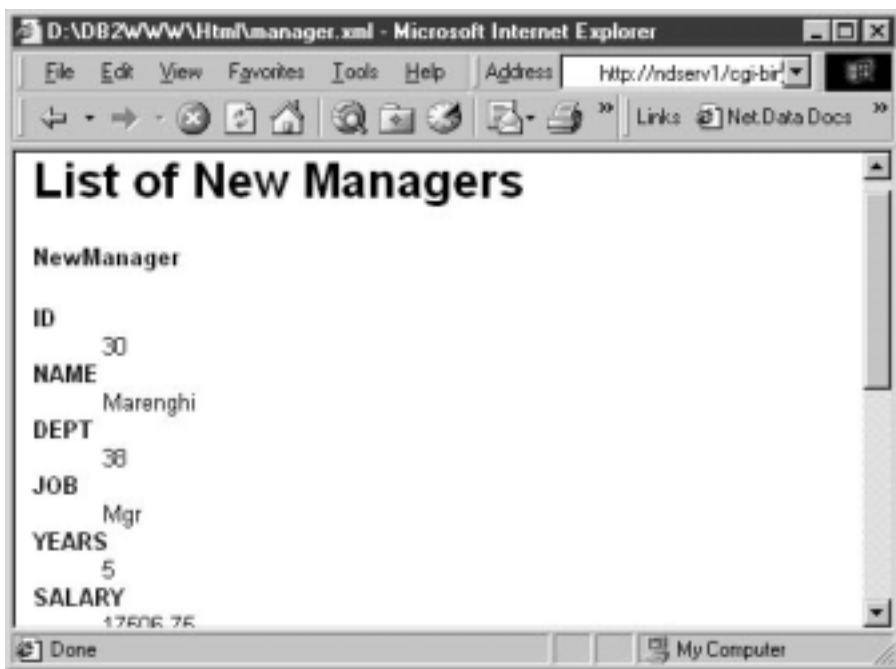 D:\DB2WWW\Html\manager.xml - Microsoft Internet Explorer
File Edit View Favorites Tools Help Address http://ndserv1/cgi-bin
Links Net.Data Docs
List of New Managers
NewManager
ID
30
NAME
Marenghi
DEPT
38
JOB
Mgr
YEARS
5
SALARY
17506.75
Done My Computer